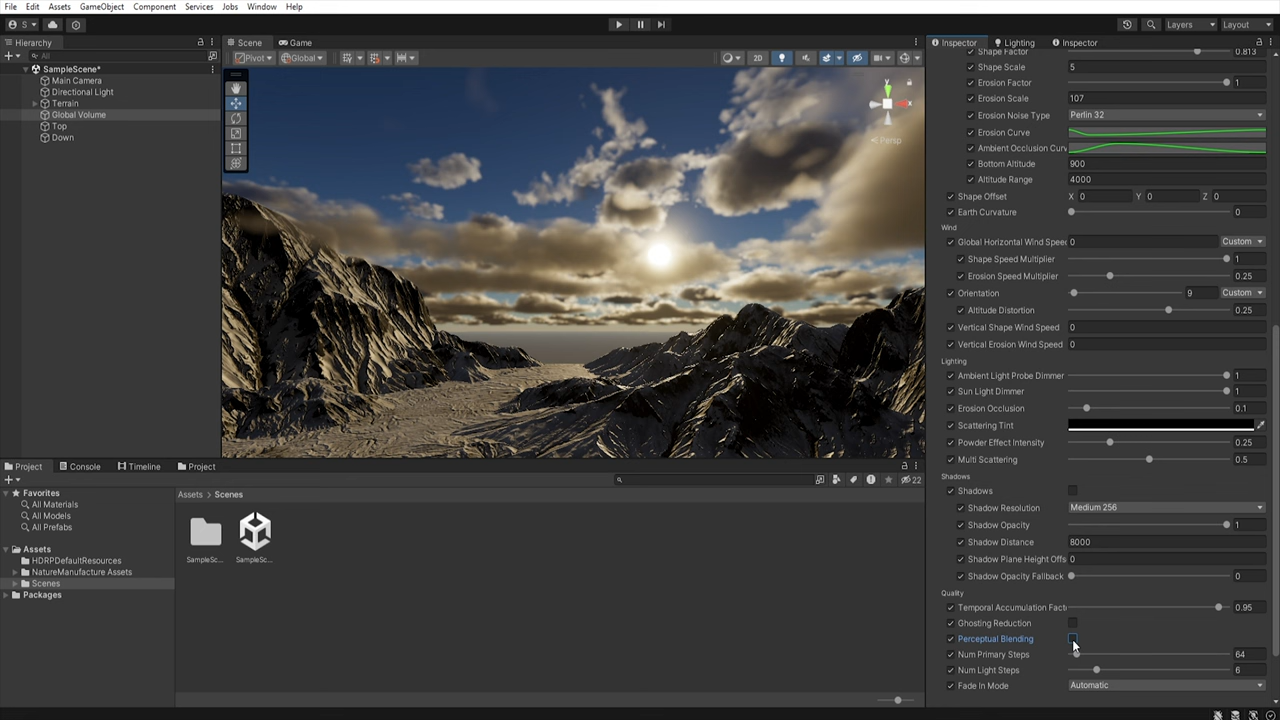 File Edit Assets GameObject Component Services Jobs Window Help
S Layers Layout
Hierarchy Scene Game Inspector Lighting Inspector
All
Pivot Global 2D
SampleScene*
Main Camera
Directional Light
Terrain
Global Volume
Top
Down
y
x
Persp
Shape Factor 0.813
Shape Scale 5
Erosion Factor 1
Erosion Scale 107
Erosion Noise Type Perlin 32
Erosion Curve
Ambient Occlusion Curv
Bottom Altitude 900
Altitude Range 4000
Shape Offset X 0 Y 0 Z 0
Earth Curvature 0
Wind
Global Horizontal Wind Speed 0 Custom
Shape Speed Multiplier 1
Erosion Speed Multiplier 0.25
Orientation 9 Custom
Altitude Distortion 0.25
Vertical Shape Wind Speed 0
Vertical Erosion Wind Speed 0
Lighting
Ambient Light Probe Dimmer 1
Sun Light Dimmer 1
Erosion Occlusion 0.1
Scattering Tint
Powder Effect Intensity 0.25
Multi Scattering 0.5
Shadows
Shadows
Shadow Resolution Medium 256
Shadow Opacity 1
Shadow Distance 8000
Shadow Plane Height Offs 0
Shadow Opacity Fallback 0
Quality
Temporal Accumulation Fact 0.95
Ghosting Reduction
Perceptual Blending
Num Primary Steps 64
Num Light Steps 6
Fade In Mode Automatic
Project Console Timeline Project
22
Favorites
All Materials
All Models
All Prefabs
Assets
HDRPDefaultResources
NatureManufacture Assets
Scenes
Packages
Assets > Scenes
SampleSc... SampleSc...